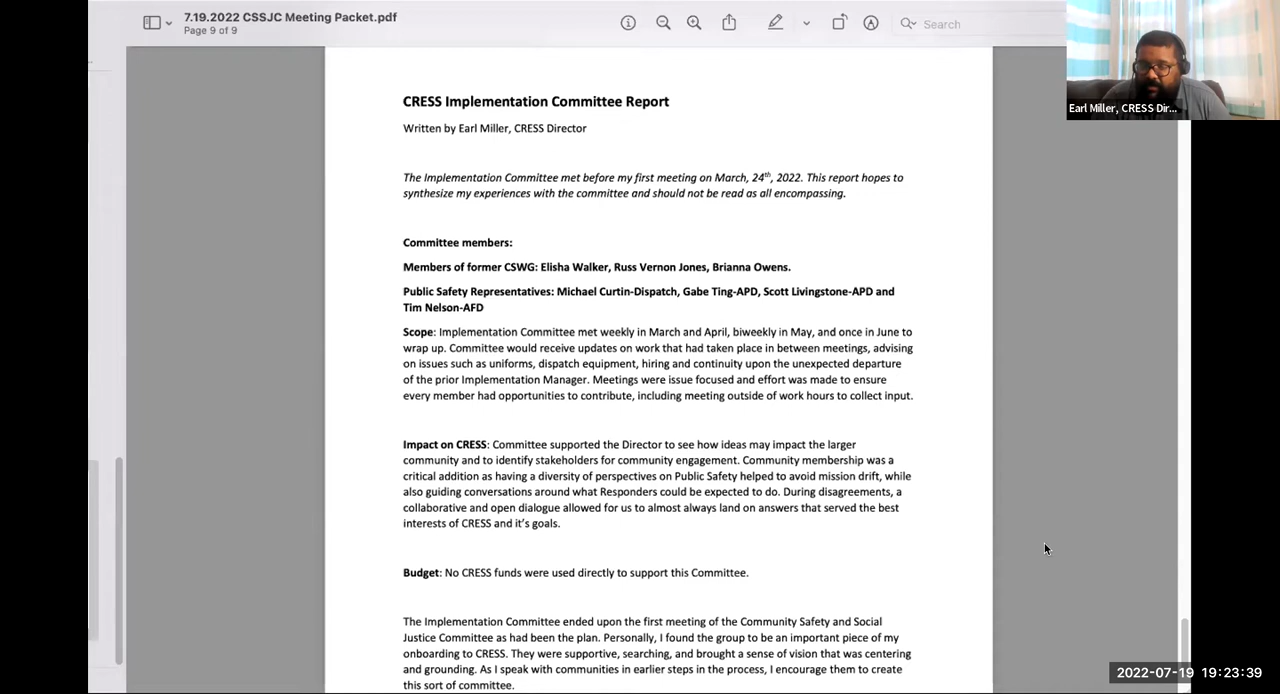 7.19.2022 CSSJC Meeting Packet.pdf
Page 9 of 9
Search
Earl Miller, CRESS Dir...
CRESS Implementation Committee Report
Written by Earl Miller, CRESS Director
The Implementation Committee met before my first meeting on March, 24th, 2022. This report hopes to
synthesize my experiences with the committee and should not be read as all encompassing.
Committee members:
Members of former CSWG: Elisha Walker, Russ Vernon Jones, Brianna Owens.
Public Safety Representatives: Michael Curtin-Dispatch, Gabe Ting-APD, Scott Livingstone-APD and
Tim Nelson-AFD
Scope: Implementation Committee met weekly in March and April, biweekly in May, and once in June to
wrap up. Committee would receive updates on work that had taken place in between meetings, advising
on issues such as uniforms, dispatch equipment, hiring and continuity upon the unexpected departure
of the prior Implementation Manager. Meetings were issue focused and effort was made to ensure
every member had opportunities to contribute, including meeting outside of work hours to collect input.
Impact on CRESS: Committee supported the Director to see how ideas may impact the larger
community and to identify stakeholders for community engagement. Community membership was a
critical addition as having a diversity of perspectives on Public Safety helped to avoid mission drift, while
also guiding conversations around what Responders could be expected to do. During disagreements, a
collaborative and open dialogue allowed for us to almost always land on answers that served the best
interests of CRESS and it's goals.
Budget: No CRESS funds were used directly to support this Committee.
The Implementation Committee ended upon the first meeting of the Community Safety and Social
Justice Committee as had been the plan. Personally, I found the group to be an important piece of my
onboarding to CRESS. They were supportive, searching, and brought a sense of vision that was centering
and grounding. As I speak with communities in earlier steps in the process, I encourage them to create
this sort of committee.
2022-07-19 19:23:39